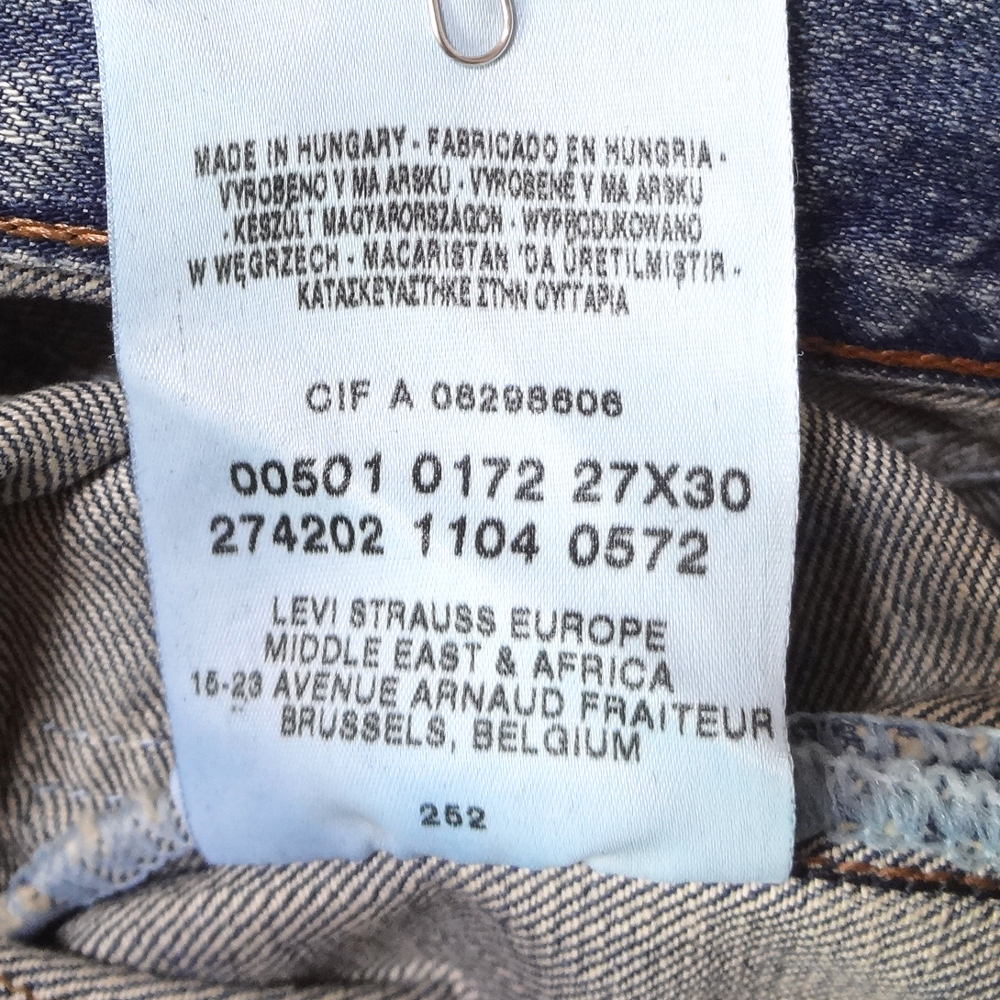 MADE IN HUNGARY - FABRICADO EN HUNGRIA -
VYROBENO V MA ARSKU - VYROBENÉ V MA ARSKU
- KESZÜLT MAGYARORSZÁGON - WYPRODUKOWANO
W WĘGRZECH - MACARISTAN 'DA ÜRETILMIŞTIR -
ΚΑΤΑΣΚΕΥΑΣΤΗΚΕ ΣΤΗΝ ΟΥΓΓΑΡΙΑ
CIF A 08298606
00501 0172 27X30
274202 1104 0572
LEVI STRAUSS EUROPE
MIDDLE EAST & AFRICA
15-23 AVENUE ARNAUD FRAITEUR
BRUSSELS, BELGIUM
252